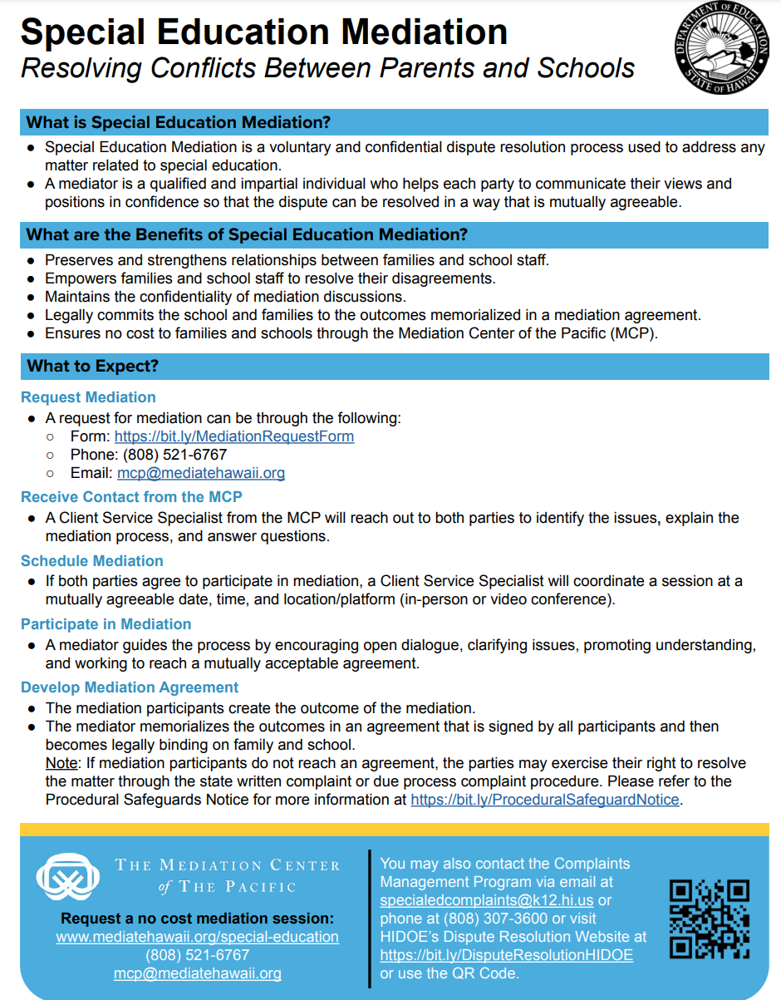 Special Education Mediation
Resolving Conflicts Between Parents and Schools
DEPARTMENT OF EDUCATION
STATE OF HAWAII
What is Special Education Mediation?
● Special Education Mediation is a voluntary and confidential dispute resolution process used to address any
matter related to special education.
● A mediator is a qualified and impartial individual who helps each party to communicate their views and
positions in confidence so that the dispute can be resolved in a way that is mutually agreeable.
What are the Benefits of Special Education Mediation?
● Preserves and strengthens relationships between families and school staff.
● Empowers families and school staff to resolve their disagreements.
● Maintains the confidentiality of mediation discussions.
● Legally commits the school and families to the outcomes memorialized in a mediation agreement.
● Ensures no cost to families and schools through the Mediation Center of the Pacific (MCP).
What to Expect?
Request Mediation
● A request for mediation can be through the following:
○ Form: https://bit.ly/MediationRequestForm
○ Phone: (808) 521-6767
○ Email: mcp@mediatehawaii.org
Receive Contact from the MCP
● A Client Service Specialist from the MCP will reach out to both parties to identify the issues, explain the
mediation process, and answer questions.
Schedule Mediation
● If both parties agree to participate in mediation, a Client Service Specialist will coordinate a session at a
mutually agreeable date, time, and location/platform (in-person or video conference).
Participate in Mediation
● A mediator guides the process by encouraging open dialogue, clarifying issues, promoting understanding,
and working to reach a mutually acceptable agreement.
Develop Mediation Agreement
● The mediation participants create the outcome of the mediation.
● The mediator memorializes the outcomes in an agreement that is signed by all participants and then
becomes legally binding on family and school.
Note: If mediation participants do not reach an agreement, the parties may exercise their right to resolve
the matter through the state written complaint or due process complaint procedure. Please refer to the
Procedural Safeguards Notice for more information at https://bit.ly/ProceduralSafeguardNotice.
THE MEDIATION CENTER
of THE PACIFIC
Request a no cost mediation session:
www.mediatehawaii.org/special-education
(808) 521-6767
mcp@mediatehawaii.org
You may also contact the Complaints
Management Program via email at
specialedcomplaints@k12.hi.us or
phone at (808) 307-3600 or visit
HIDOE's Dispute Resolution Website at
https://bit.ly/DisputeResolutionHIDOE
or use the QR Code.